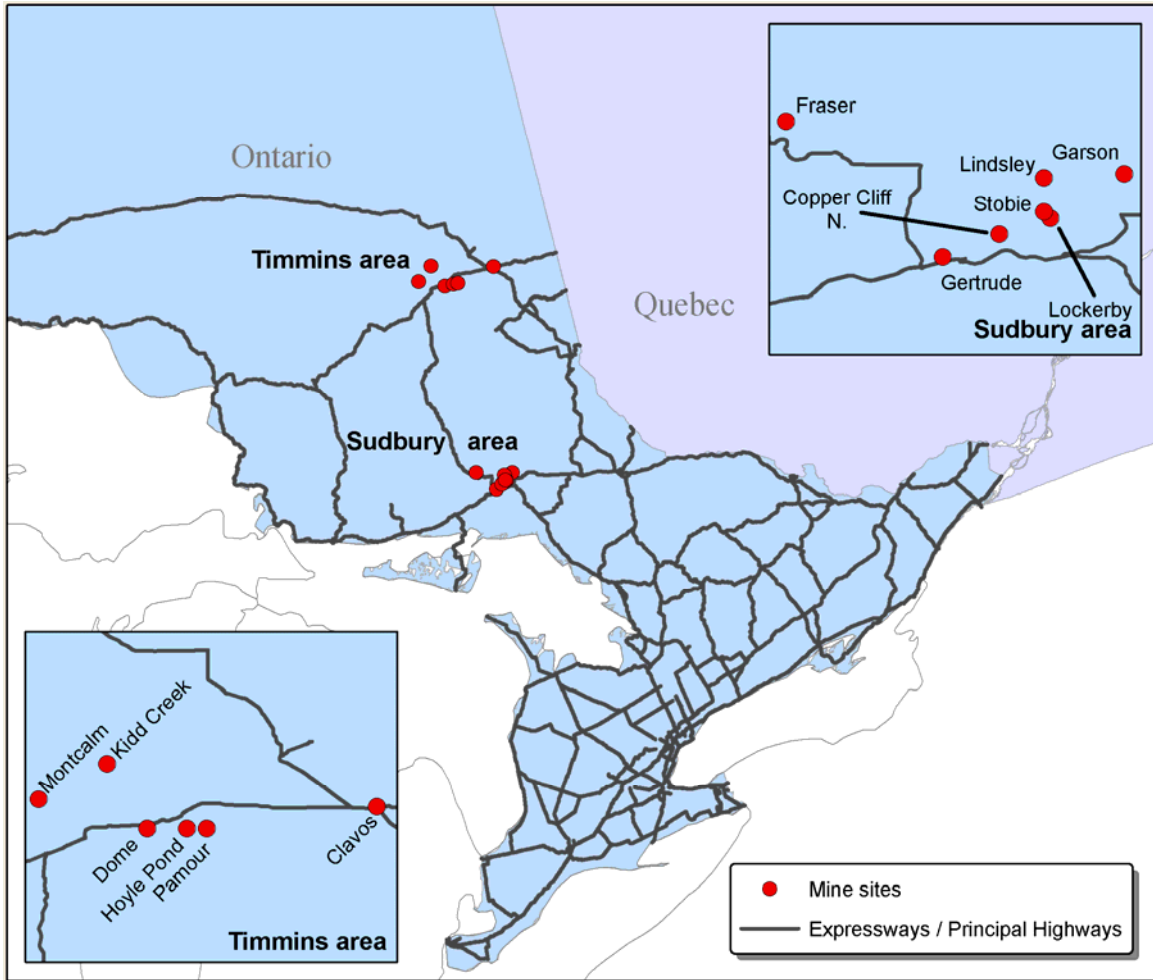 Ontario
Quebec
Timmins area
Sudbury area
Fraser
Lindsley
Garson
Copper Cliff
N.
Stobie
Gertrude
Lockerby
Sudbury area
Montcalm
Kidd Creek
Dome
Hoyle Pond
Pamour
Clavos
Timmins area
Mine sites
Expressways / Principal Highways